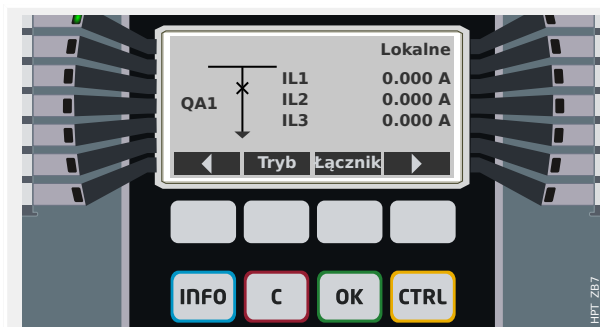 Lokalne
IL1 0.000 A
QA1 IL2 0.000 A
IL3 0.000 A
Tryb Łącznik
INFO C OK CTRL
HPT ZB7